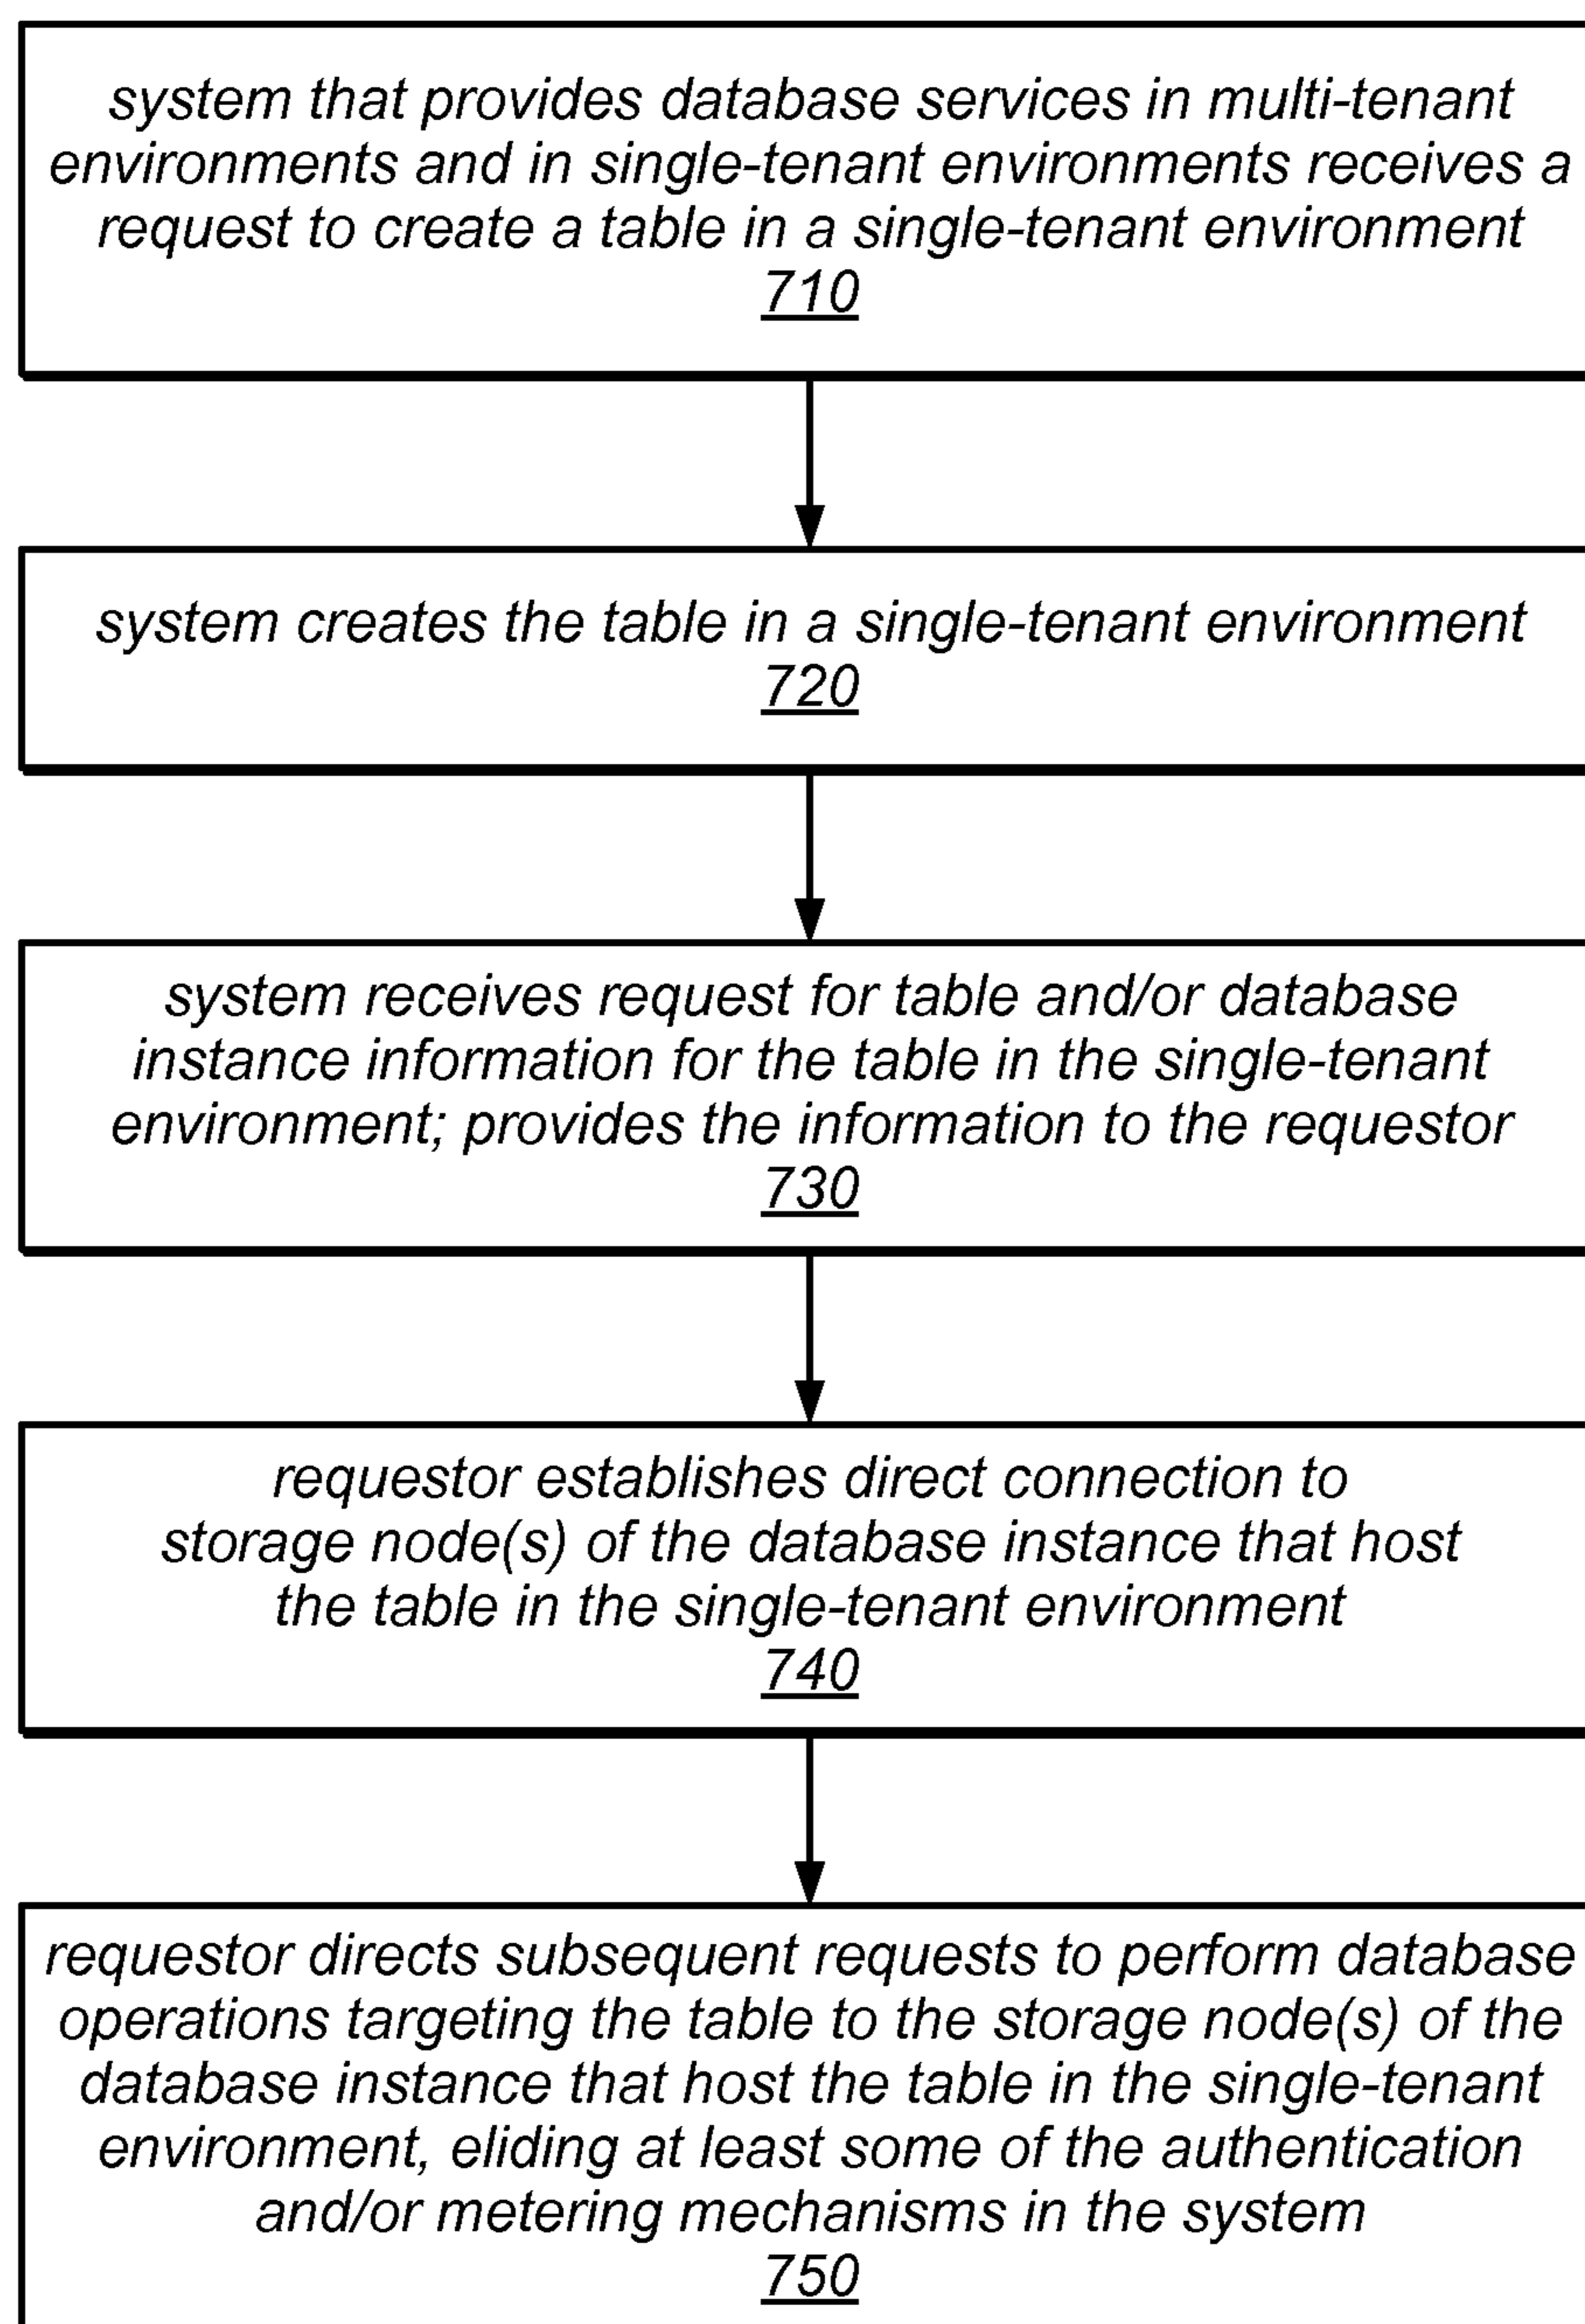 system that provides database services in multi-tenant
environments and in single-tenant environments receives a
request to create a table in a single-tenant environment
710
system creates the table in a single-tenant environment
720
system receives request for table and/or database
instance information for the table in the single-tenant
environment; provides the information to the requestor
730
requestor establishes direct connection to
storage node(s) of the database instance that host
the table in the single-tenant environment
740
requestor directs subsequent requests to perform database
operations targeting the table to the storage node(s) of the
database instance that host the table in the single-tenant
environment, eliding at least some of the authentication
and/or metering mechanisms in the system
750